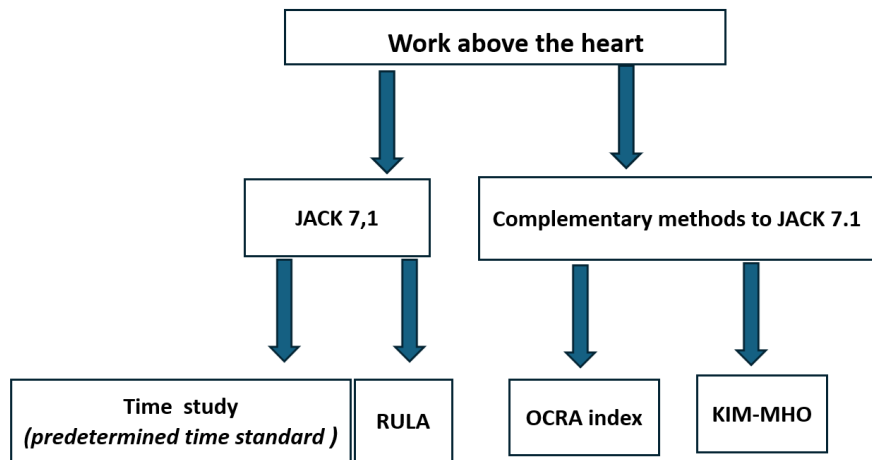 Work above the heart
JACK 7,1
Complementary methods to JACK 7.1
Time study
(predetermined time standard )
RULA
OCRA index
KIM-MHO